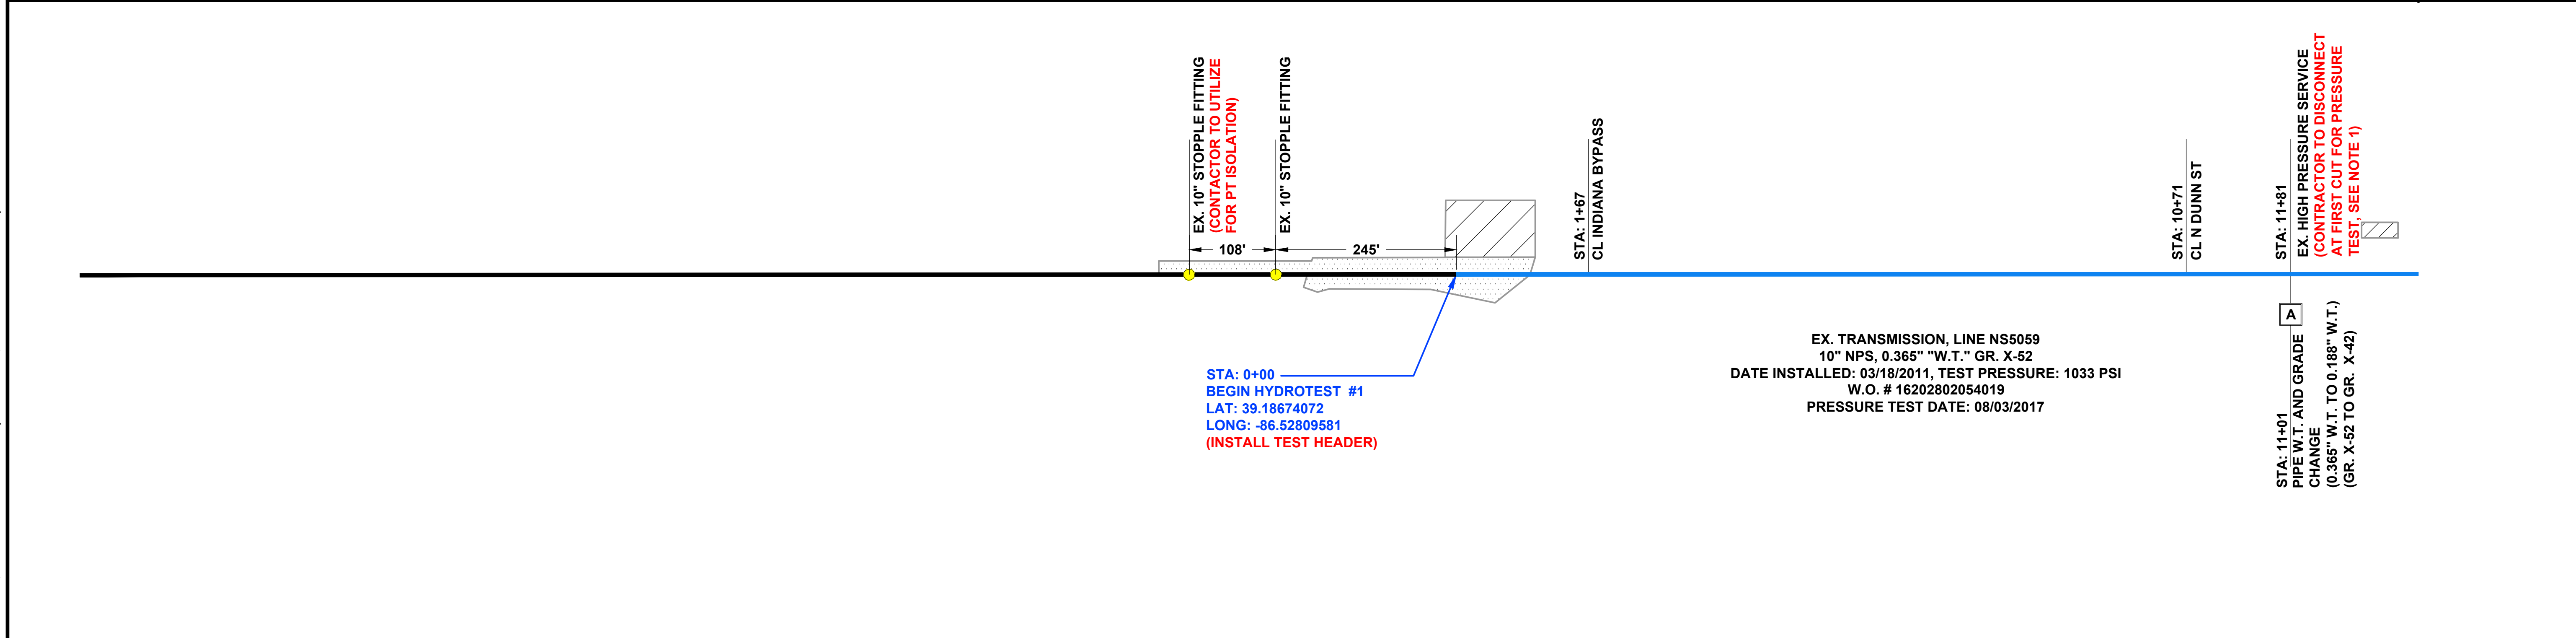 EX. 10" STOPPLE FITTING
(CONTACTOR TO UTILIZE
FOR PT ISOLATION)
EX. 10" STOPPLE FITTING
108'
245'
STA: 1+67
CL INDIANA BYPASS
STA: 10+71
CL N DUNN ST
STA: 11+81
EX. HIGH PRESSURE SERVICE
(CONTRACTOR TO DISCONNECT
AT FIRST CUT FOR PRESSURE
TEST, SEE NOTE 1)
STA: 0+00
BEGIN HYDROTEST #1
LAT: 39.18674072
LONG: -86.52809581
(INSTALL TEST HEADER)
EX. TRANSMISSION, LINE NS5059
10" NPS, 0.365" "W.T." GR. X-52
DATE INSTALLED: 03/18/2011, TEST PRESSURE: 1033 PSI
W.O. # 16202802054019
PRESSURE TEST DATE: 08/03/2017
A
STA: 11+01
PIPE W.T. AND GRADE
CHANGE
(0.365" W.T. TO 0.188" W.T.)
(GR. X-52 TO GR. X-42)